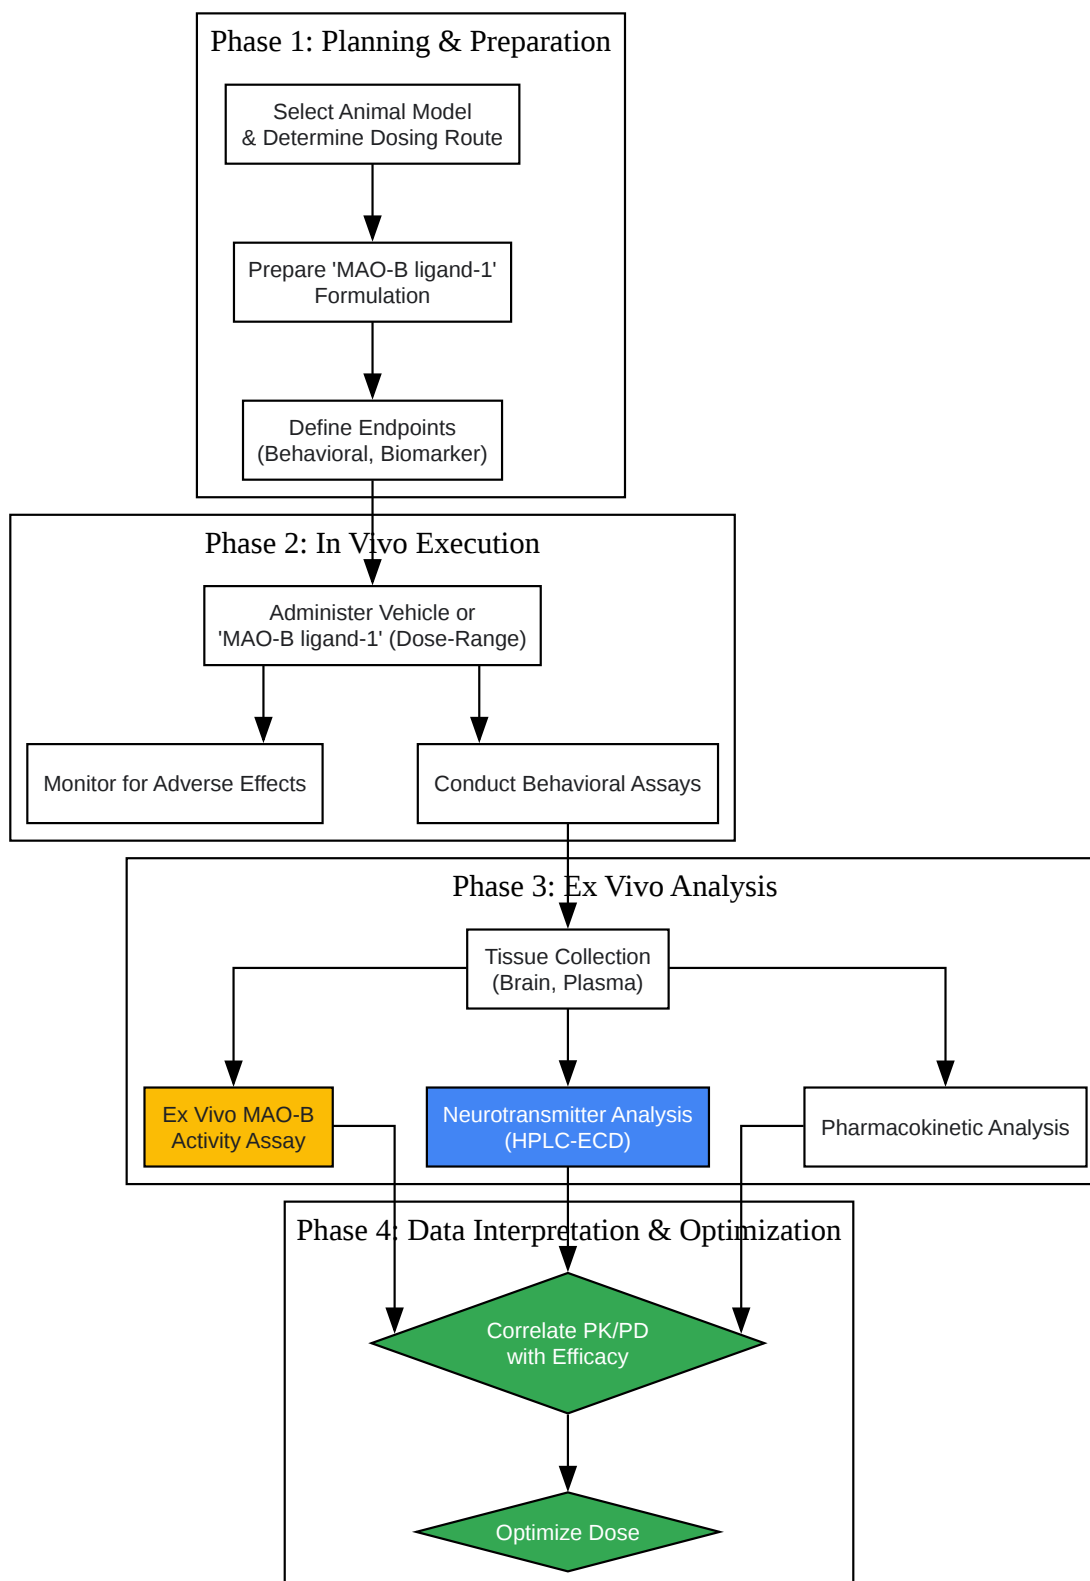 Phase 1: Planning & Preparation
Select Animal Model
& Determine Dosing Route
Prepare 'MAO-B ligand-1'
Formulation
Define Endpoints
(Behavioral, Biomarker)
Phase 2: In Vivo Execution
Administer Vehicle or
'MAO-B ligand-1' (Dose-Range)
Monitor for Adverse Effects
Conduct Behavioral Assays
Phase 3: Ex Vivo Analysis
Tissue Collection
(Brain, Plasma)
Ex Vivo MAO-B
Activity Assay
Neurotransmitter Analysis
(HPLC-ECD)
Pharmacokinetic Analysis
Phase 4: Data Interpretation & Optimization
Correlate PK/PD
with Efficacy
Optimize Dose